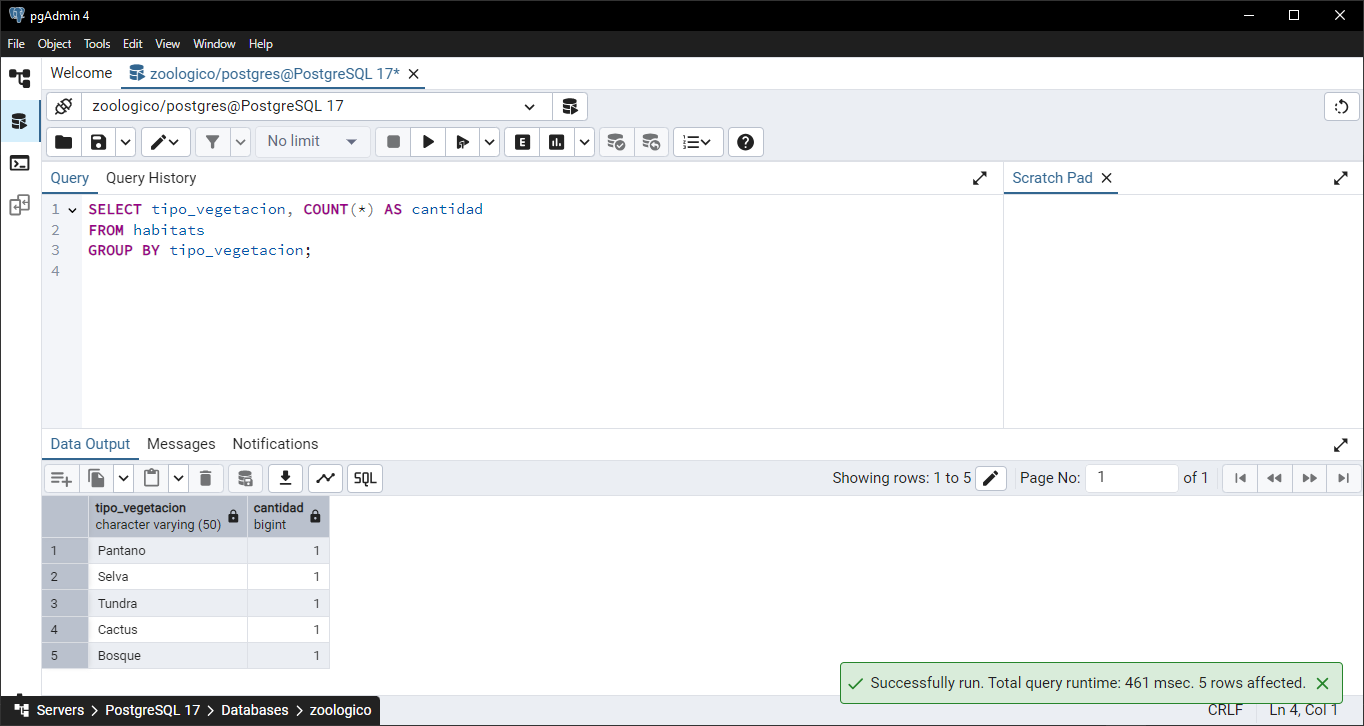 pgAdmin 4
File Object Tools Edit View Window Help
Welcome zoologico/postgres@PostgreSQL 17*
zoologico/postgres@PostgreSQL 17
No limit E
Query Query History Scratch Pad
1 SELECT tipo_vegetacion, COUNT(*) AS cantidad
2 FROM habitats
3 GROUP BY tipo_vegetacion;
4
Data Output Messages Notifications
SQL Showing rows: 1 to 5 Page No: 1 of 1
tipo_vegetacion cantidad
character varying (50) bigint
1 Pantano 1
2 Selva 1
3 Tundra 1
4 Cactus 1
5 Bosque 1
Successfully run. Total query runtime: 461 msec. 5 rows affected.
Servers PostgreSQL 17 Databases zoologico CRLF Ln 4, Col 1